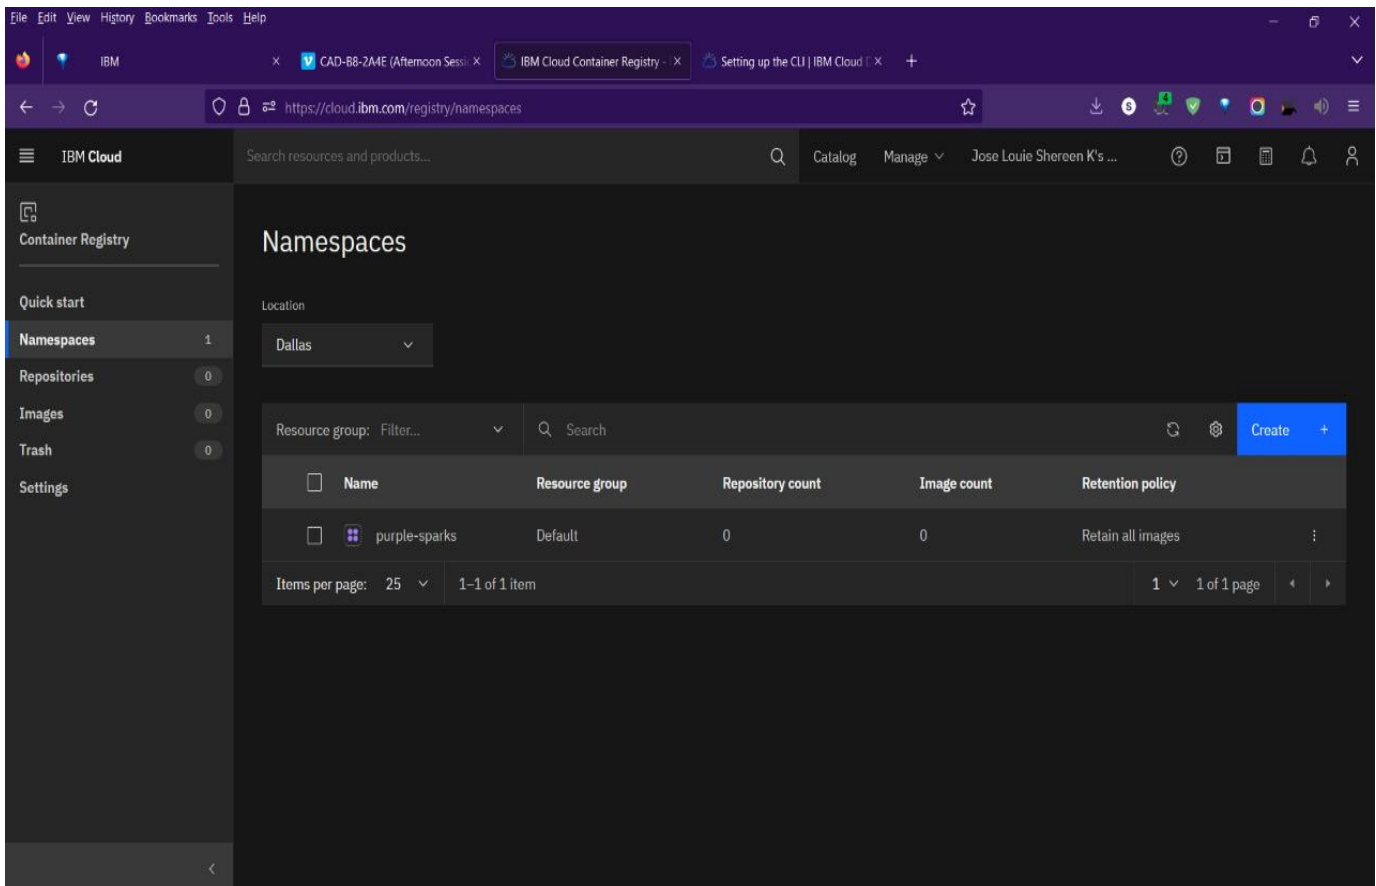 File Edit View History Bookmarks Tools Help
IBM
CAD-B8-2A4E (Afternoon Sessi
IBM Cloud Container Registry -
Setting up the CLI | IBM Cloud
https://cloud.ibm.com/registry/namespaces
S
4
IBM Cloud
Search resources and products...
Catalog
Manage
Jose Louie Shereen K's ...
Container Registry
Quick start
Namespaces 1
Repositories 0
Images 0
Trash 0
Settings
Namespaces
Location
Dallas
Resource group: Filter...
Search
Create +
Name Resource group Repository count Image count Retention policy
purple-sparks Default 0 0 Retain all images
Items per page: 25 1–1 of 1 item 1 1 of 1 page